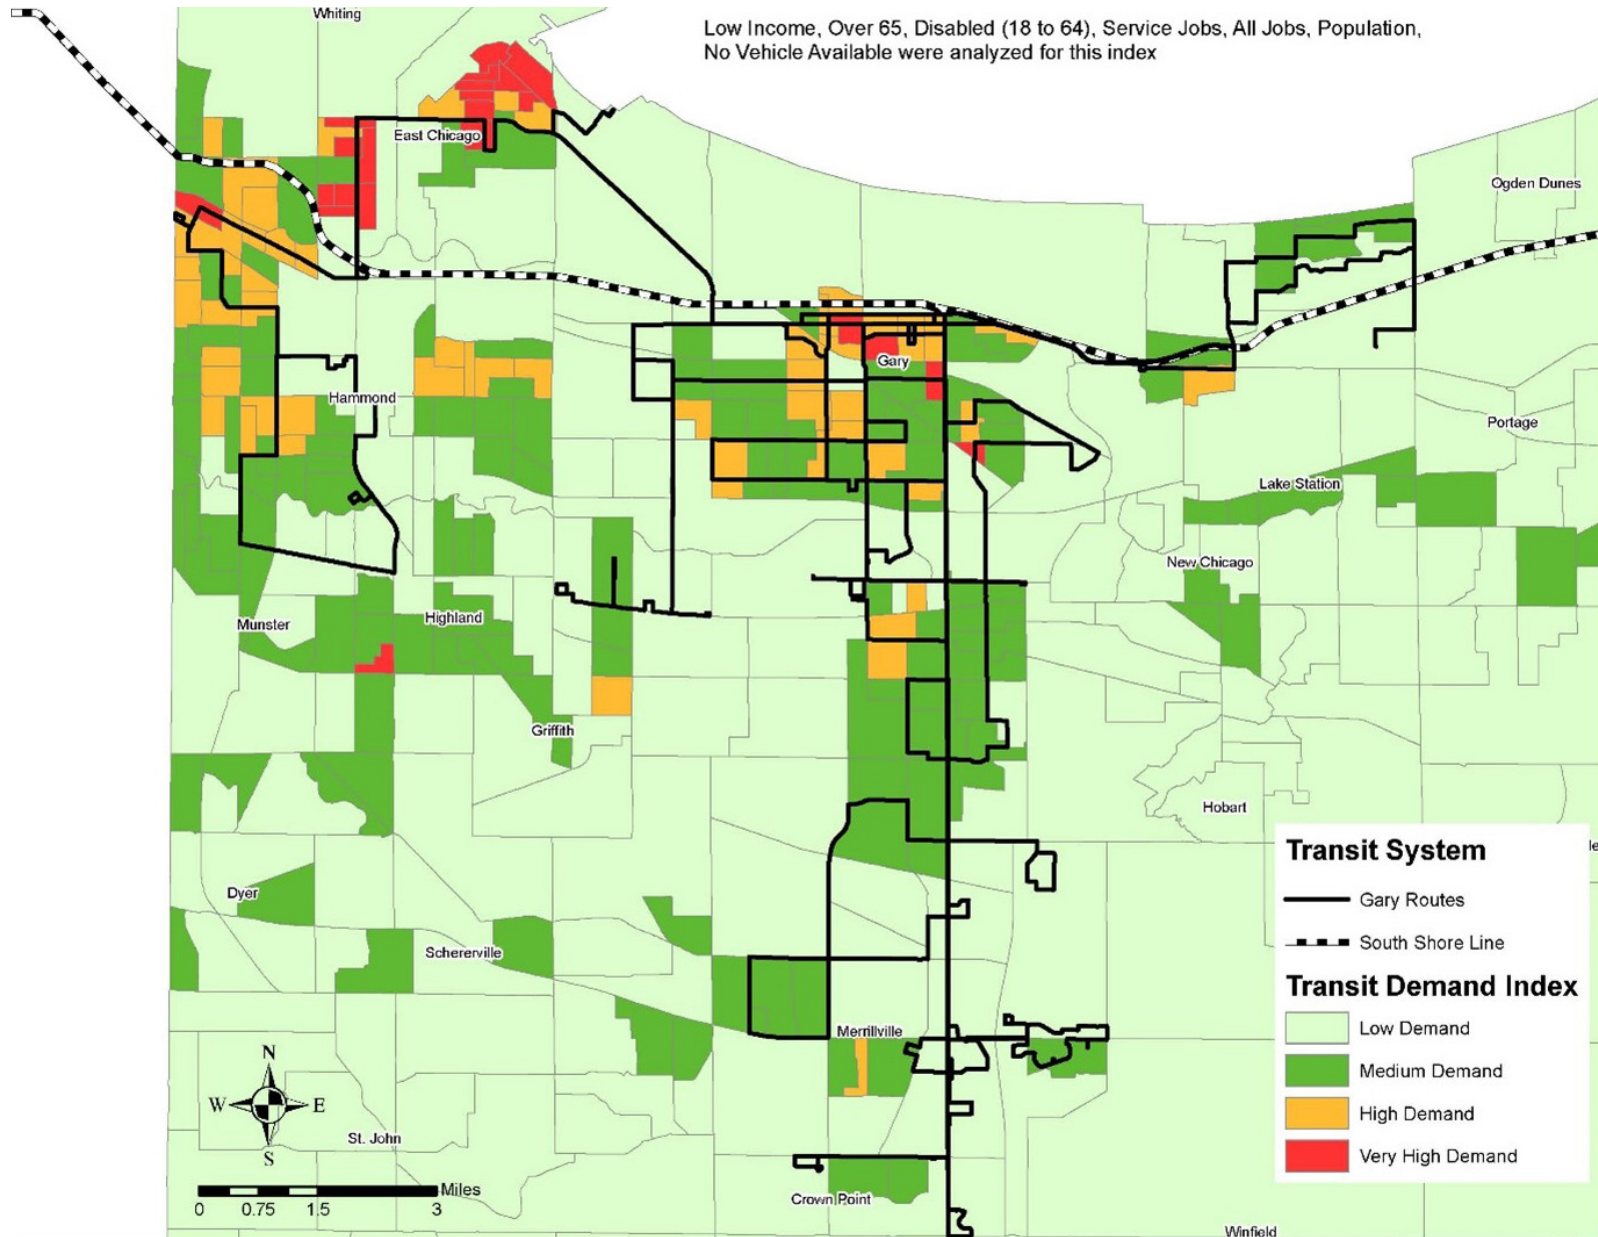 Whiting
Low Income, Over 65, Disabled (18 to 64), Service Jobs, All Jobs, Population,
No Vehicle Available were analyzed for this index
East Chicago
Ogden Dunes
Gary
Hammond
Portage
Lake Station
New Chicago
Munster
Highland
Griffith
Hobart
Dyer
Schererville
Merrillville
St. John
Crown Point
Winfield
N
W
E
S
Miles
0 0.75 1.5 3
Transit System
Gary Routes
South Shore Line
Transit Demand Index
Low Demand
Medium Demand
High Demand
Very High Demand